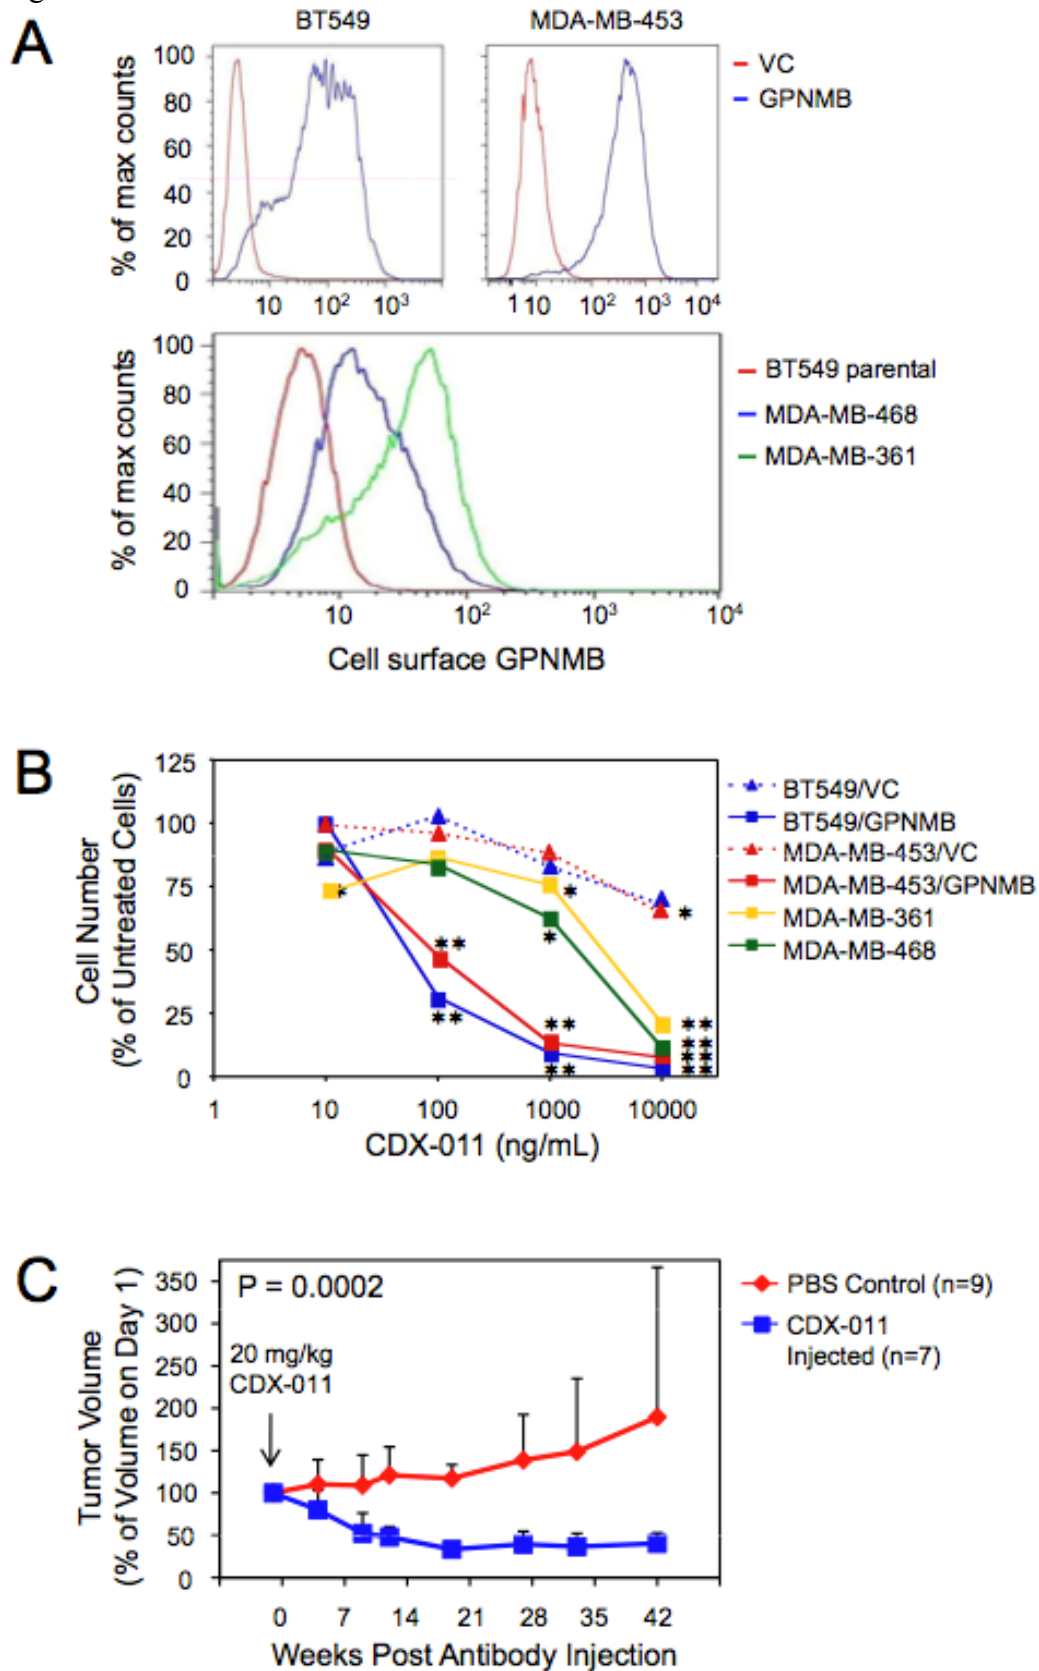 A
BT549
MDA-MB-453
% of max counts
100
80
60
40
20
0
10 10² 10³
1 10 10² 10³ 10⁴
VC
GPNMB
% of max counts
100
80
60
40
20
0
10 10² 10³ 10⁴
BT549 parental
MDA-MB-468
MDA-MB-361
Cell surface GPNMB
B
Cell Number
(% of Untreated Cells)
125
100
75
50
25
0
1 10 100 1000 10000
CDX-011 (ng/mL)
*
**
**
*
*
**
**
*
**
**
**
**
BT549/VC
BT549/GPNMB
MDA-MB-453/VC
MDA-MB-453/GPNMB
MDA-MB-361
MDA-MB-468
C
Tumor Volume
(% of Volume on Day 1)
350
300
250
200
150
100
50
0
P = 0.0002
20 mg/kg
CDX-011
0 7 14 21 28 35 42
Weeks Post Antibody Injection
PBS Control (n=9)
CDX-011
Injected (n=7)